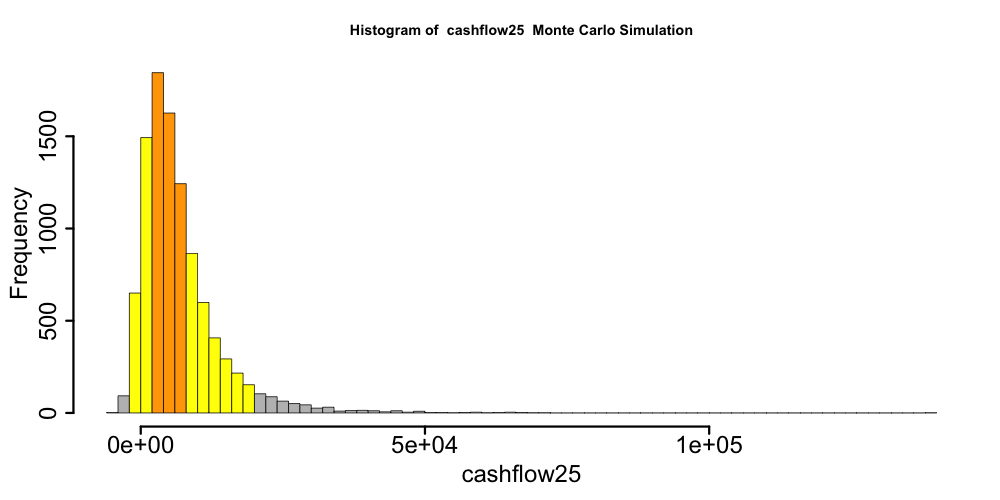 Histogram of  cashflow25  Monte Carlo Simulation
Frequency
1500
1000
500
0
0e+00 5e+04 1e+05
cashflow25